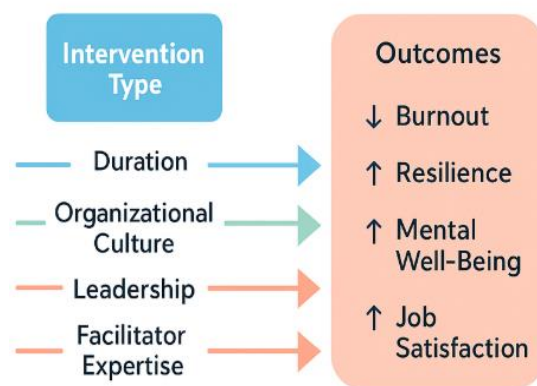 Intervention
Type
Duration
Organizational
Culture
Leadership
Facilitator
Expertise
Outcomes
↓ Burnout
↑ Resilience
↑ Mental
Well-Being
↑ Job
Satisfaction